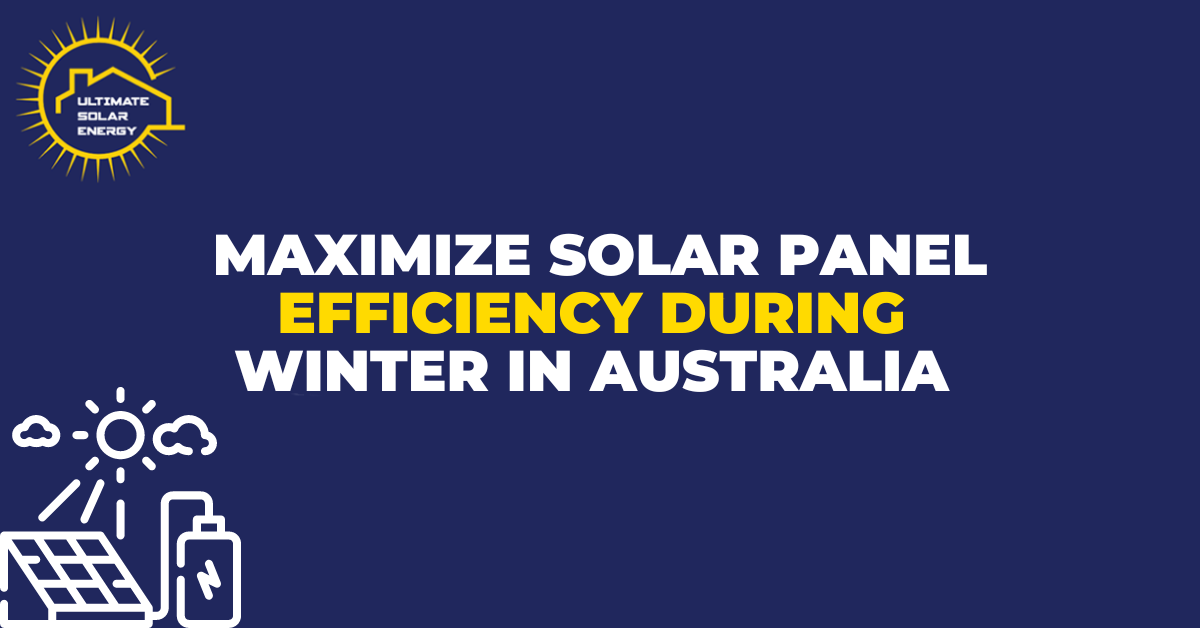 ULTIMATE
SOLAR
ENERGY
MAXIMIZE SOLAR PANEL
EFFICIENCY DURING
WINTER IN AUSTRALIA